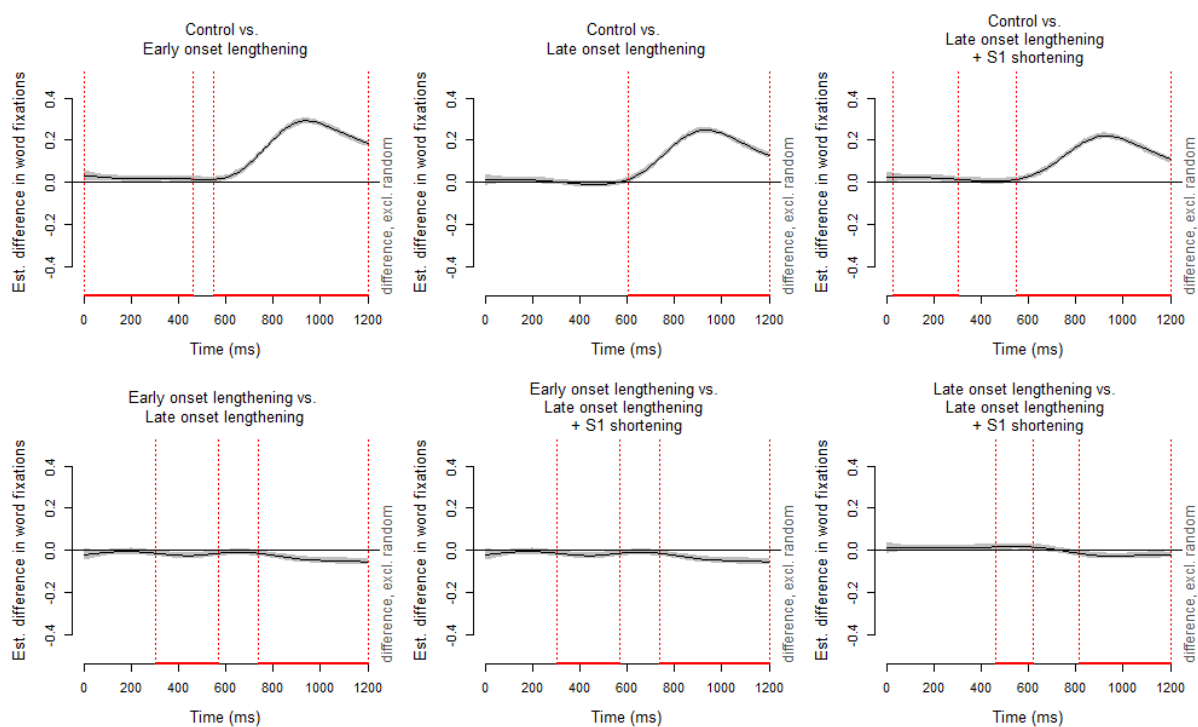 Control vs.
Early onset lengthening
Est. difference in word fixations
0.4
0.2
0.0
-0.2
-0.4
difference, excl. random
0 200 400 600 800 1000 1200
Time (ms)
Control vs.
Late onset lengthening
Est. difference in word fixations
0.4
0.2
0.0
-0.2
-0.4
difference, excl. random
0 200 400 600 800 1000 1200
Time (ms)
Control vs.
Late onset lengthening
+ S1 shortening
Est. difference in word fixations
0.4
0.2
0.0
-0.2
-0.4
difference, excl. random
0 200 400 600 800 1000 1200
Time (ms)
Early onset lengthening vs.
Late onset lengthening
Est. difference in word fixations
0.4
0.2
0.0
-0.2
-0.4
difference, excl. random
0 200 400 600 800 1000 1200
Time (ms)
Early onset lengthening vs.
Late onset lengthening
+ S1 shortening
Est. difference in word fixations
0.4
0.2
0.0
-0.2
-0.4
difference, excl. random
0 200 400 600 800 1000 1200
Time (ms)
Late onset lengthening vs.
Late onset lengthening
+ S1 shortening
Est. difference in word fixations
0.4
0.2
0.0
-0.2
-0.4
difference, excl. random
0 200 400 600 800 1000 1200
Time (ms)